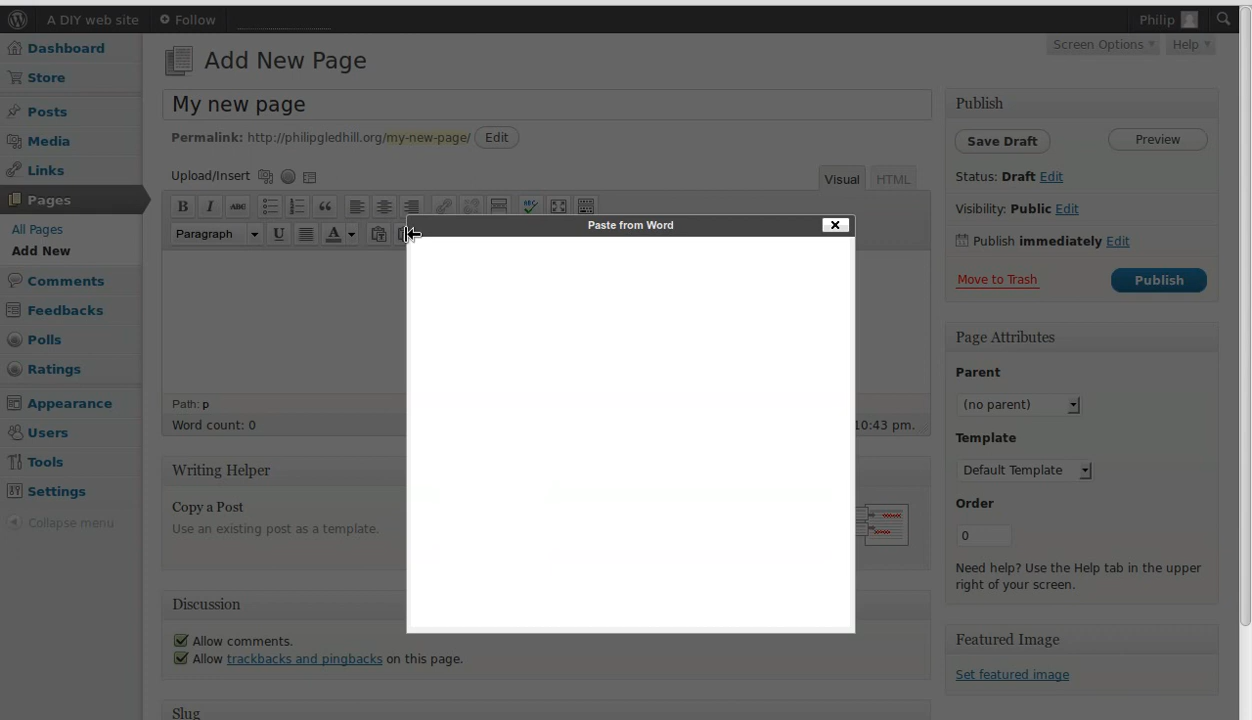 A DIY web site
Follow
Philip
Dashboard
Store
Posts
Media
Links
Pages
All Pages
Add New
Comments
Feedbacks
Polls
Ratings
Appearance
Users
Tools
Settings
Collapse menu
Screen Options
Help
Add New Page
My new page
Permalink: http://philipgledhill.org/my-new-page/ Edit
Upload/Insert
Visual
HTML
B I ABC
ABC
Paragraph
U
A
Paste from Word
Path: p
Word count: 0
10:43 pm.
Writing Helper
Copy a Post
Use an existing post as a template.
Discussion
Allow comments.
Allow trackbacks and pingbacks on this page.
Slug
Publish
Save Draft
Preview
Status: Draft Edit
Visibility: Public Edit
Publish immediately Edit
Move to Trash
Publish
Page Attributes
Parent
(no parent)
Template
Default Template
Order
0
Need help? Use the Help tab in the upper
right of your screen.
Featured Image
Set featured image